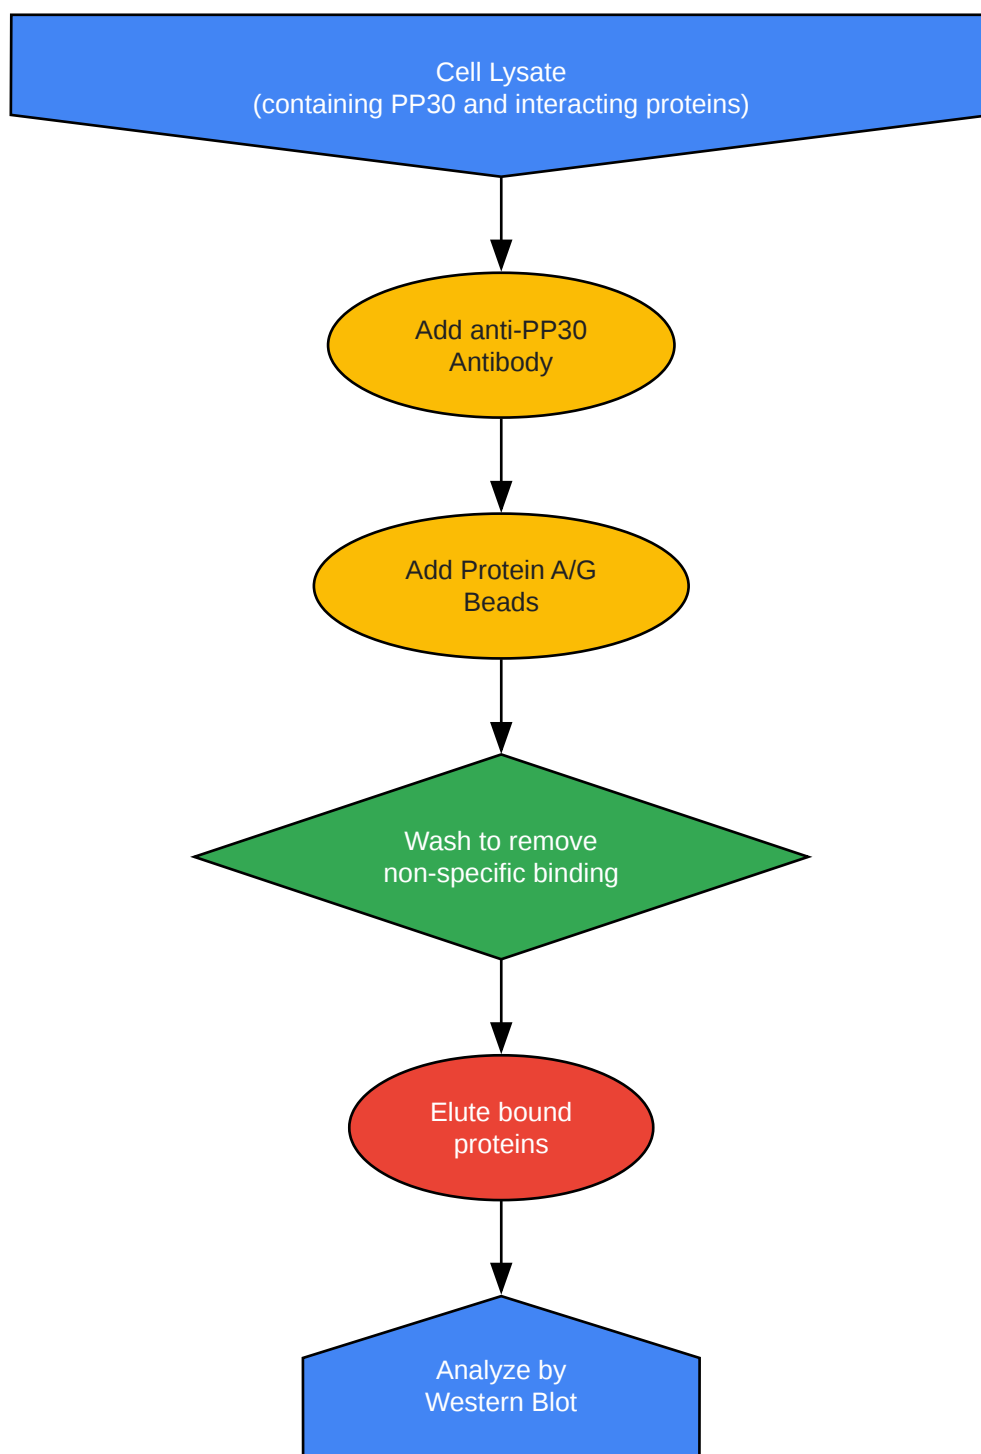 Cell Lysate
(containing PP30 and interacting proteins)
Add anti-PP30
Antibody
Add Protein A/G
Beads
Wash to remove
non-specific binding
Elute bound
proteins
Analyze by
Western Blot